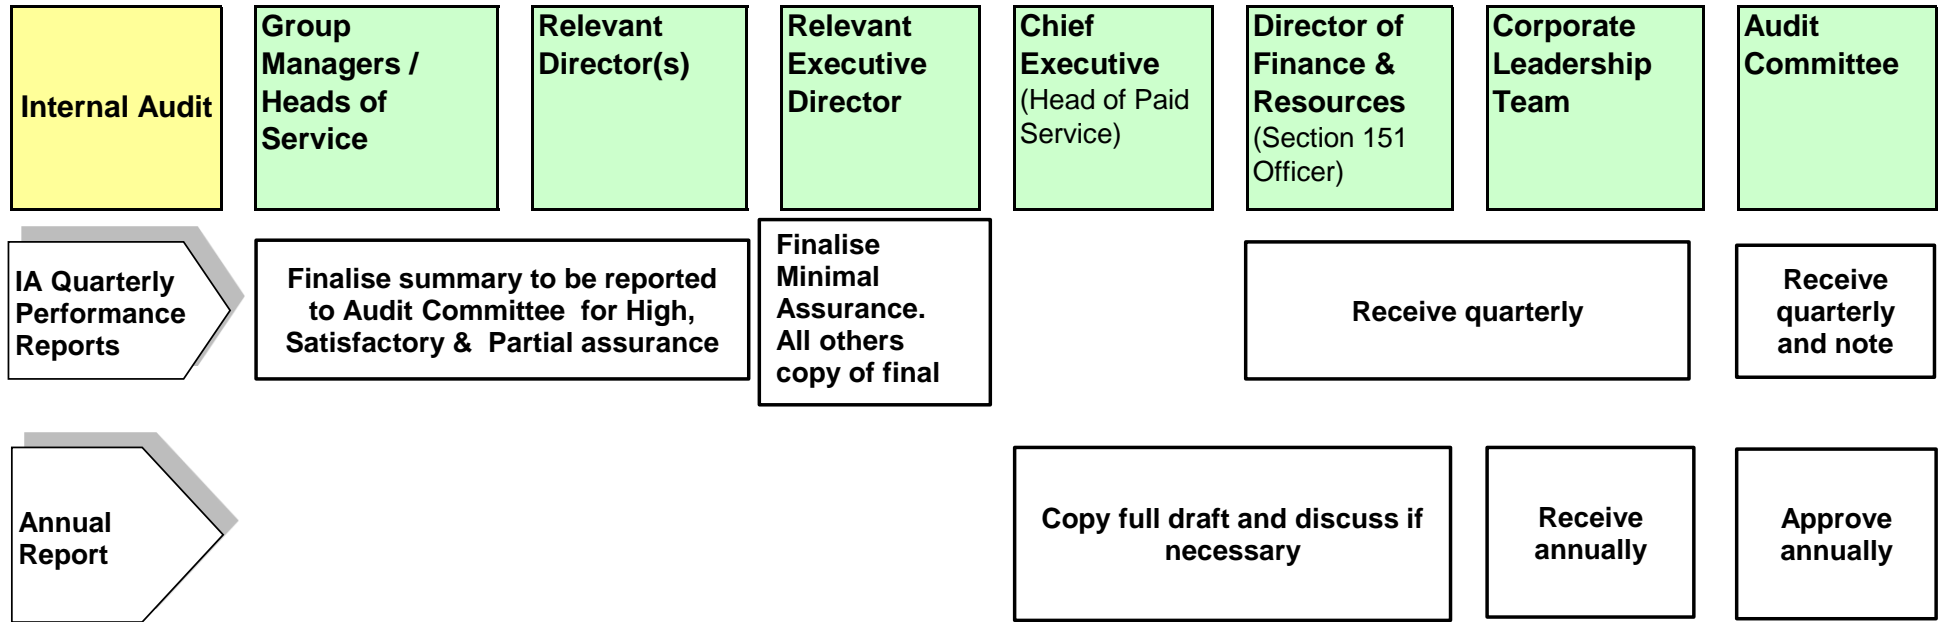 Internal Audit
Group
Managers /
Heads of
Service
Relevant
Director(s)
Relevant
Executive
Director
Chief
Executive
(Head of Paid
Service)
Director of
Finance &
Resources
(Section 151
Officer)
Corporate
Leadership
Team
Audit
Committee
IA Quarterly
Performance
Reports
Finalise summary to be reported
to Audit Committee  for High,
Satisfactory &  Partial assurance
Finalise
Minimal
Assurance.
All others
copy of final
Receive quarterly
Receive
quarterly
and note
Annual
Report
Copy full draft and discuss if
necessary
Receive
annually
Approve
annually